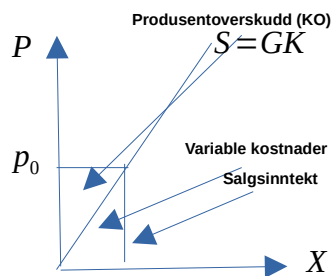 Produsentoverskudd (KO)
P
S=GK
p₀
Variable kostnader
Salgsinntekt
X